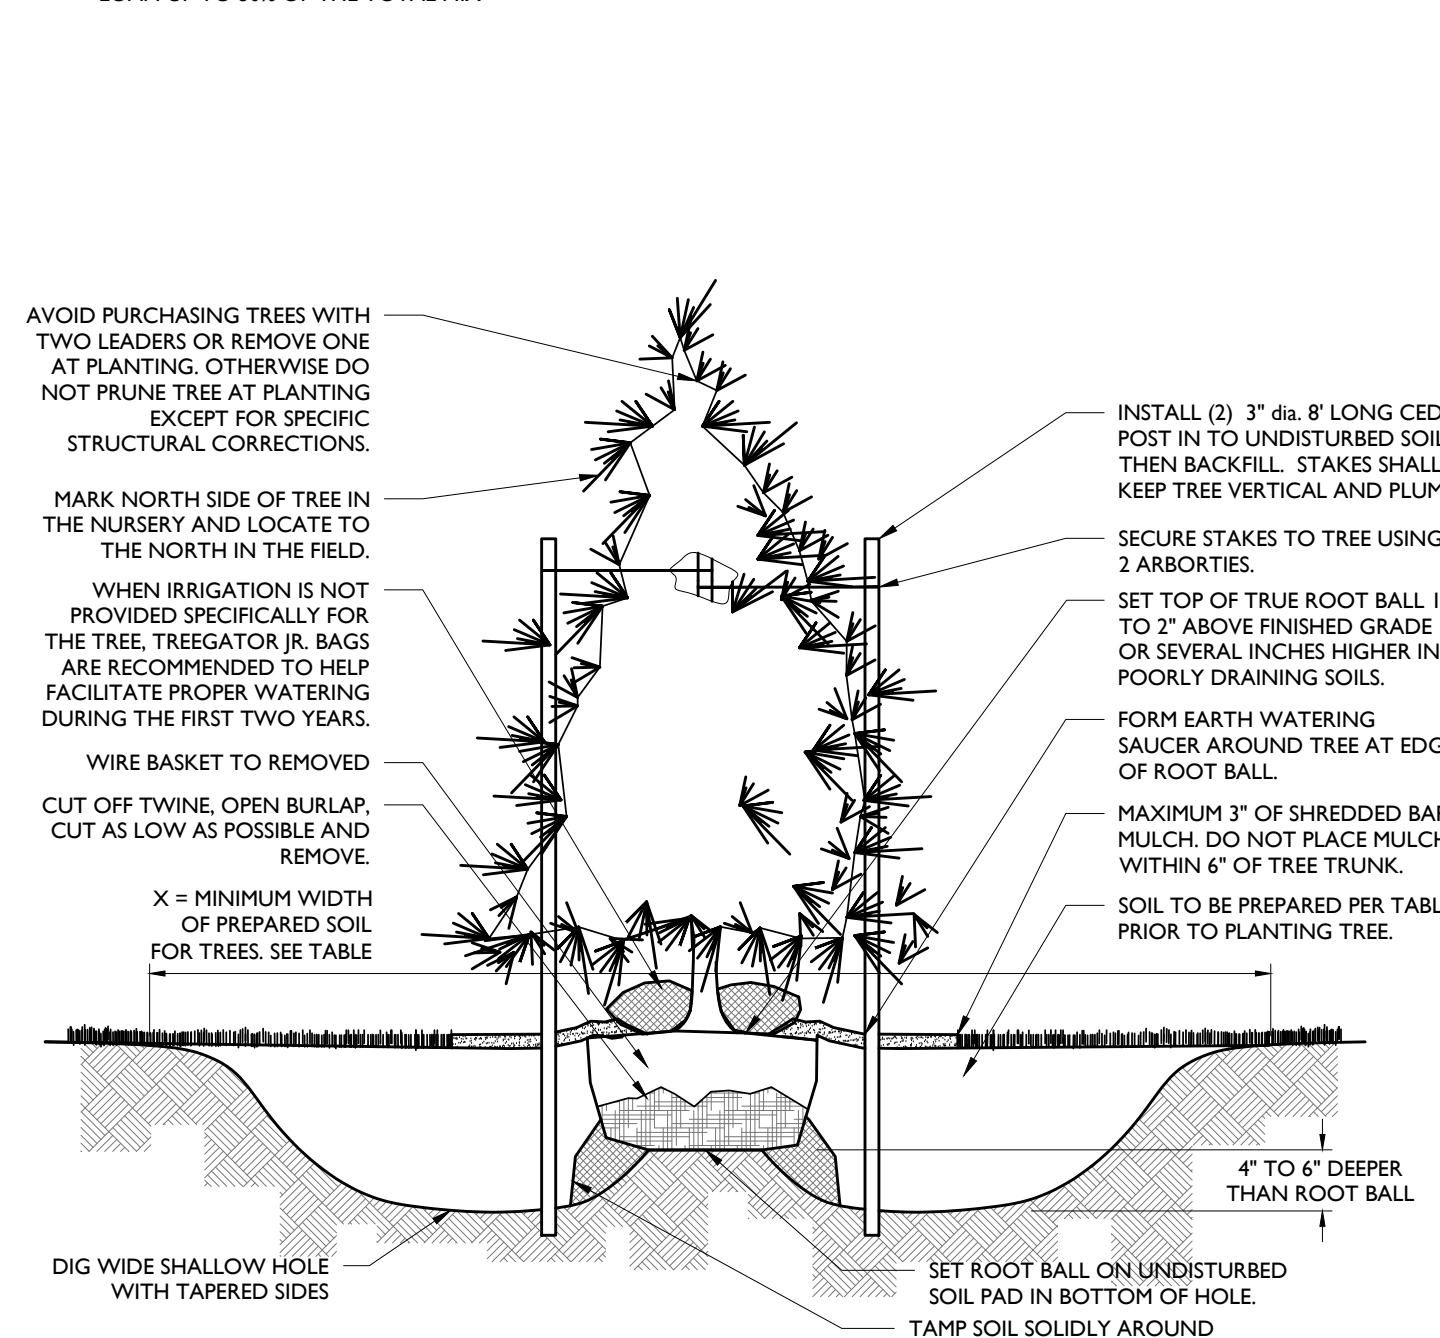 AVOID PURCHASING TREES WITH
TWO LEADERS OR REMOVE ONE
AT PLANTING. OTHERWISE DO
NOT PRUNE TREE AT PLANTING
EXCEPT FOR SPECIFIC
STRUCTURAL CORRECTIONS.
MARK NORTH SIDE OF TREE IN
THE NURSERY AND LOCATE TO
THE NORTH IN THE FIELD.
WHEN IRRIGATION IS NOT
PROVIDED SPECIFICALLY FOR
THE TREE, TREEGATOR JR. BAGS
ARE RECOMMENDED TO HELP
FACILITATE PROPER WATERING
DURING THE FIRST TWO YEARS.
WIRE BASKET TO REMOVED
CUT OFF TWINE, OPEN BURLAP,
CUT AS LOW AS POSSIBLE AND
REMOVE.
X = MINIMUM WIDTH
OF PREPARED SOIL
FOR TREES. SEE TABLE
DIG WIDE SHALLOW HOLE
WITH TAPERED SIDES
INSTALL (2) 3" dia. 8' LONG CED
POST IN TO UNDISTURBED SOIL
THEN BACKFILL. STAKES SHALL
KEEP TREE VERTICAL AND PLUM
SECURE STAKES TO TREE USING
2 ARBORTIES.
SET TOP OF TRUE ROOT BALL
TO 2" ABOVE FINISHED GRADE
OR SEVERAL INCHES HIGHER IN
POORLY DRAINING SOILS.
FORM EARTH WATERING
SAUCER AROUND TREE AT EDG
OF ROOT BALL.
MAXIMUM 3" OF SHREDDED BAR
MULCH. DO NOT PLACE MULCH
WITHIN 6" OF TREE TRUNK.
SOIL TO BE PREPARED PER TABL
PRIOR TO PLANTING TREE.
4" TO 6" DEEPER
THAN ROOT BALL
SET ROOT BALL ON UNDISTURBED
SOIL PAD IN BOTTOM OF HOLE.
TAMP SOIL SOLIDLY AROUND